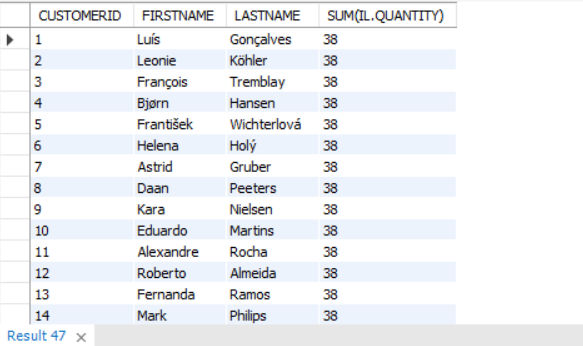 CUSTOMERID FIRSTNAME LASTNAME SUM(IL.QUANTITY)
1 Luís Gonçalves 38
2 Leonie Köhler 38
3 François Tremblay 38
4 Bjørn Hansen 38
5 František Wichterlová 38
6 Helena Holý 38
7 Astrid Gruber 38
8 Daan Peeters 38
9 Kara Nielsen 38
10 Eduardo Martins 38
11 Alexandre Rocha 38
12 Roberto Almeida 38
13 Fernanda Ramos 38
14 Mark Philips 38
Result 47